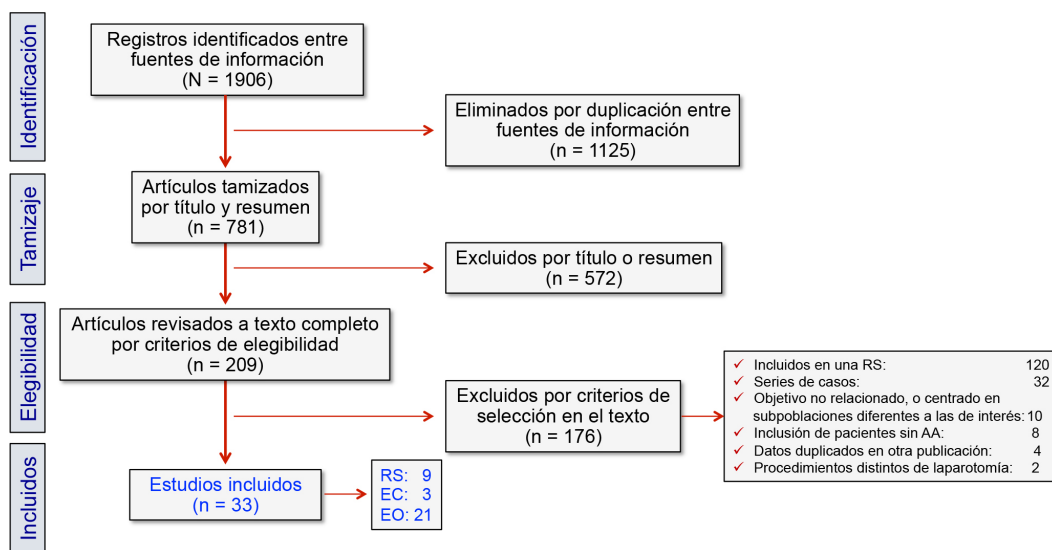 Identificación
Registros identificados entre
fuentes de información
(N = 1906)
Eliminados por duplicación entre
fuentes de información
(n = 1125)
Tamizaje
Artículos tamizados
por título y resumen
(n = 781)
Excluidos por título o resumen
(n = 572)
Elegibilidad
Artículos revisados a texto completo
por criterios de elegibilidad
(n = 209)
Excluidos por criterios de
selección en el texto
(n = 176)
✓ Incluidos en una RS: 120
✓ Series de casos: 32
✓ Objetivo no relacionado, o centrado en
subpoblaciones diferentes a las de interés: 10
✓ Inclusión de pacientes sin AA: 8
✓ Datos duplicados en otra publicación: 4
✓ Procedimientos distintos de laparotomía: 2
Incluidos
Estudios incluidos
(n = 33)
RS: 9
EC: 3
EO: 21